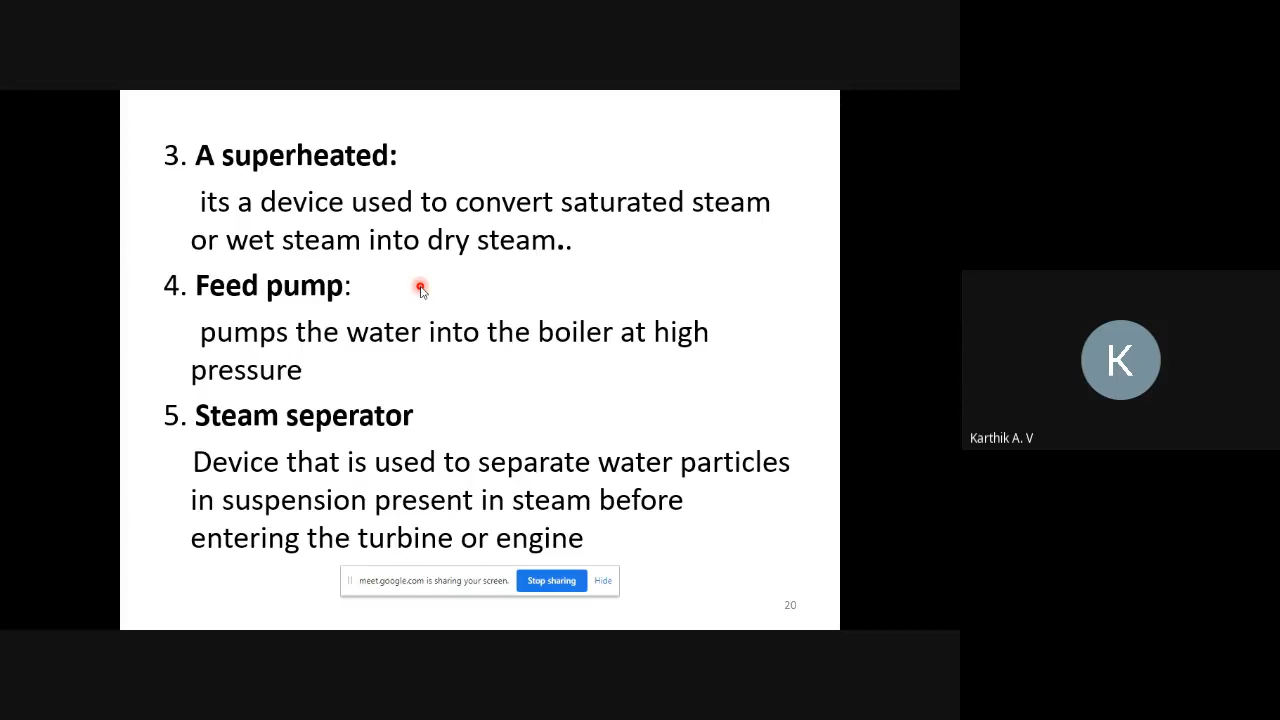 3. A superheated:
its a device used to convert saturated steam
or wet steam into dry steam..
4. Feed pump:
pumps the water into the boiler at high
pressure
5. Steam seperator
Device that is used to separate water particles
in suspension present in steam before
entering the turbine or engine
meet.google.com is sharing your screen. Stop sharing Hide
20
K
Karthik A. V